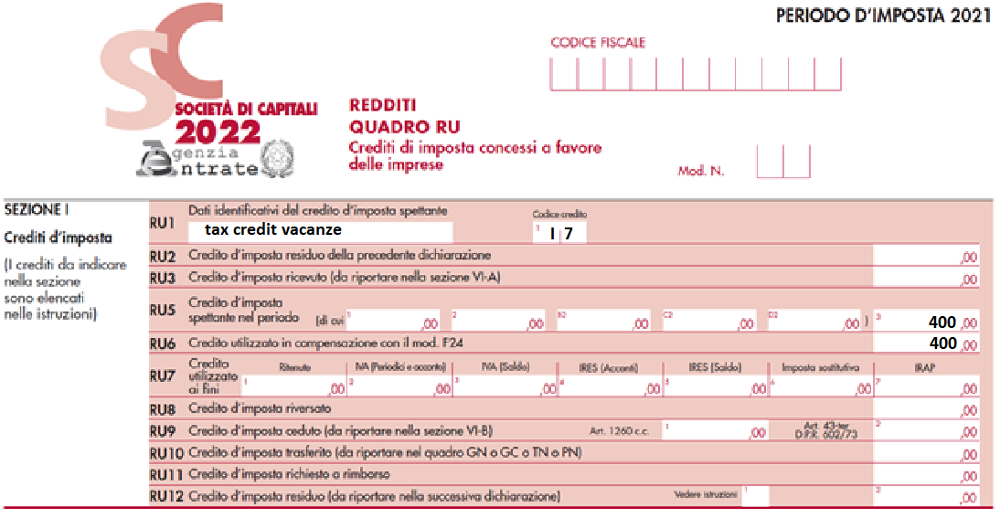 PERIODO D'IMPOSTA 2021
CODICE FISCALE
SC
SOCIETÀ DI CAPITALI
2022
Agenzia
Entrate
REDDITI
QUADRO RU
Crediti di imposta concessi a favore
delle imprese
Mod. N.
SEZIONE I
Crediti d'imposta
(I crediti da indicare
nella sezione
sono elencati
nelle istruzioni)
RU1 Dati identificativi del credito d'imposta spettante Codice credito
tax credit vacanze 1 I 7
RU2 Credito d'imposta residuo della precedente dichiarazione ,00
RU3 Credito d'imposta ricevuto (da riportare nella sezione VI-A) ,00
RU5 Credito d'imposta
spettante nel periodo (di cui 1 ,00 2 ,00 B2 ,00 C2 ,00 D2 ,00 ) 3 400 ,00
RU6 Credito utilizzato in compensazione con il mod. F24 400 ,00
RU7 Credito utilizzato ai fini Ritenute IVA (Periodici e acconto) IVA (Saldo) IRES (Acconti) IRES (Saldo) Imposta sostitutiva IRAP
1 ,00 2 ,00 3 ,00 4 ,00 5 ,00 6 ,00 7 ,00
RU8 Credito d'imposta riversato ,00
RU9 Credito d'imposta ceduto (da riportare nella sezione VI-B) Art. 1260 c.c. 1 ,00 Art. 43-ter D.P.R. 602/73 2 ,00
RU10 Credito d'imposta trasferito (da riportare nel quadro GN o GC o TN o PN) ,00
RU11 Credito d'imposta richiesto a rimborso ,00
RU12 Credito d'imposta residuo (da riportare nella successiva dichiarazione) Vedere istruzioni 1 2 ,00